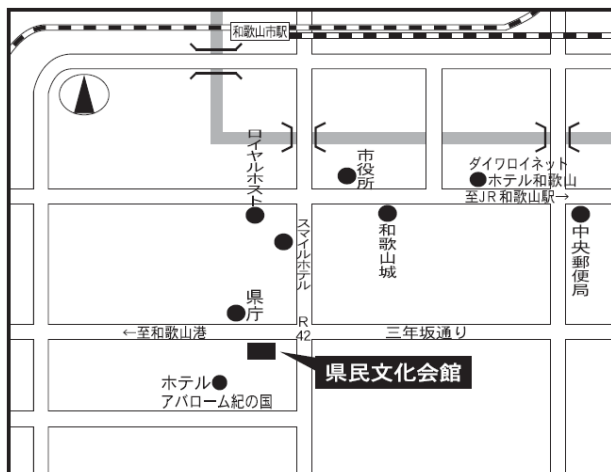 和歌山市駅
ロイヤルホスト
市役所
ダイワロイネット
ホテル和歌山
至JR和歌山駅→
スマイルホテル
和歌山城
中央郵便局
県庁
R
42
←至和歌山港
三年坂通り
県民文化会館
ホテル
アバローム紀の国